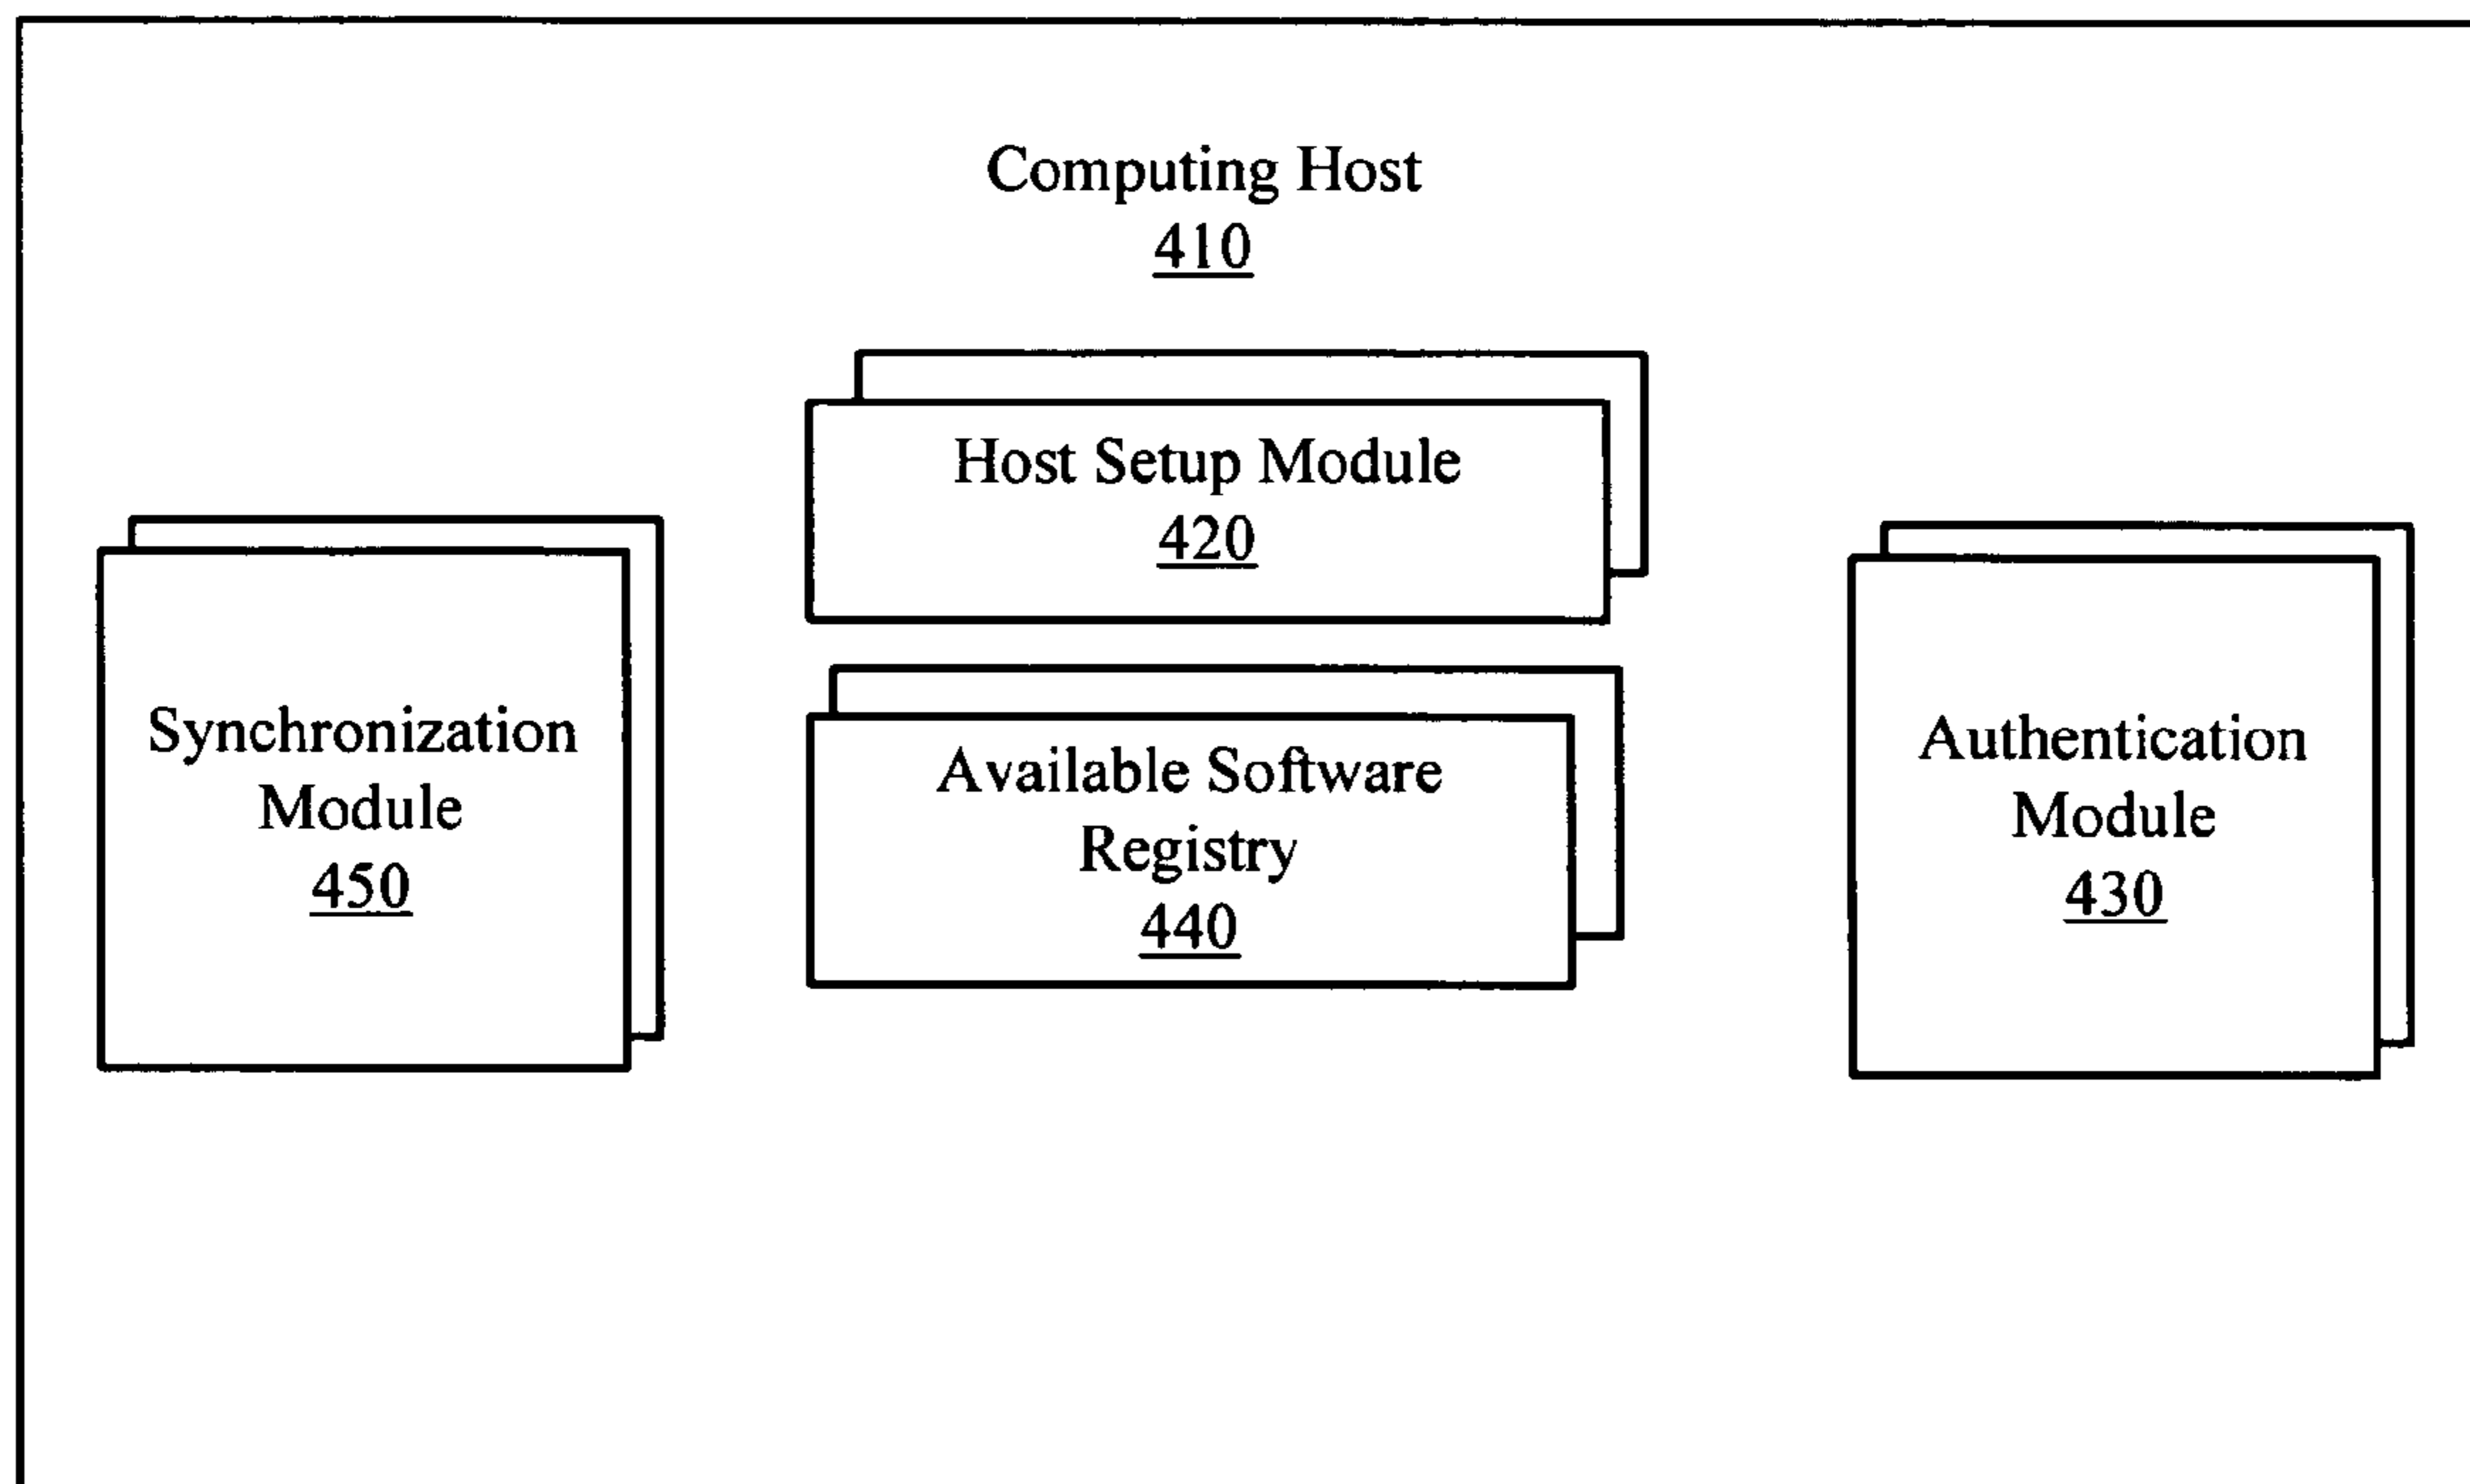 Computing Host
410
Host Setup Module
420
Synchronization
Module
450
Available Software
Registry
440
Authentication
Module
430